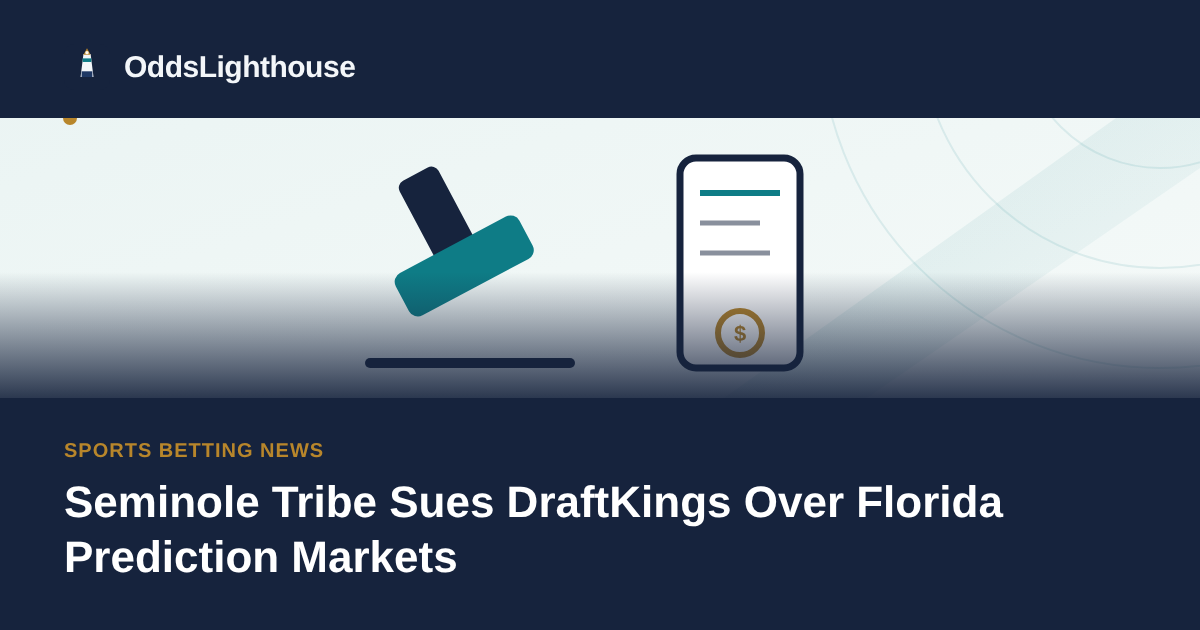 OddsLighthouse
$
SPORTS BETTING NEWS
Seminole Tribe Sues DraftKings Over Florida
Prediction Markets